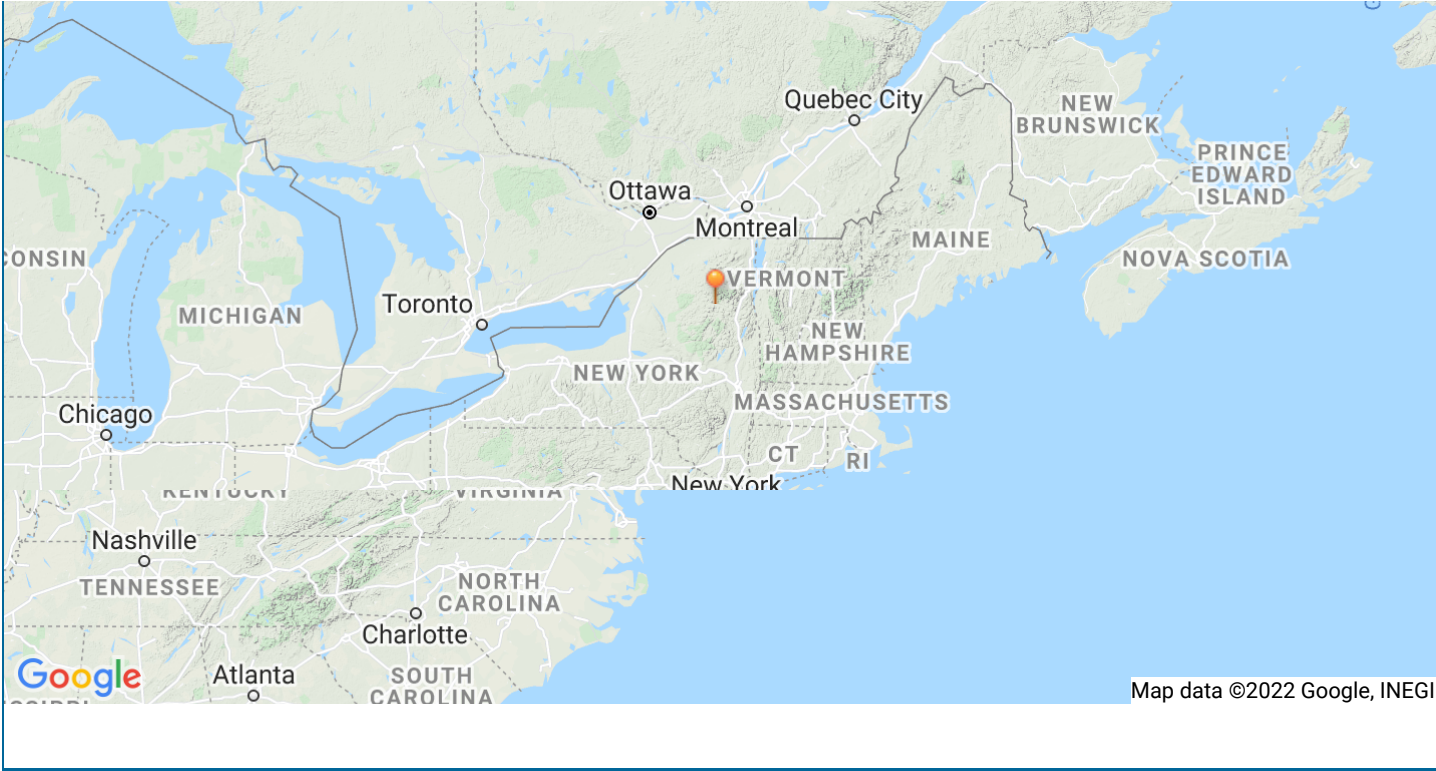 Quebec City
NEW
BRUNSWICK
PRINCE
EDWARD
ISLAND
Ottawa
Montreal
MAINE
CONSIN
NOVA SCOTIA
VERMONT
Toronto
MICHIGAN
NEW
HAMPSHIRE
NEW YORK
MASSACHUSETTS
Chicago
CT
RI
New York
KENTUCKY
VIRGINIA
Nashville
TENNESSEE
NORTH
CAROLINA
Charlotte
Google
Atlanta
SOUTH
CAROLINA
Map data ©2022 Google, INEGI